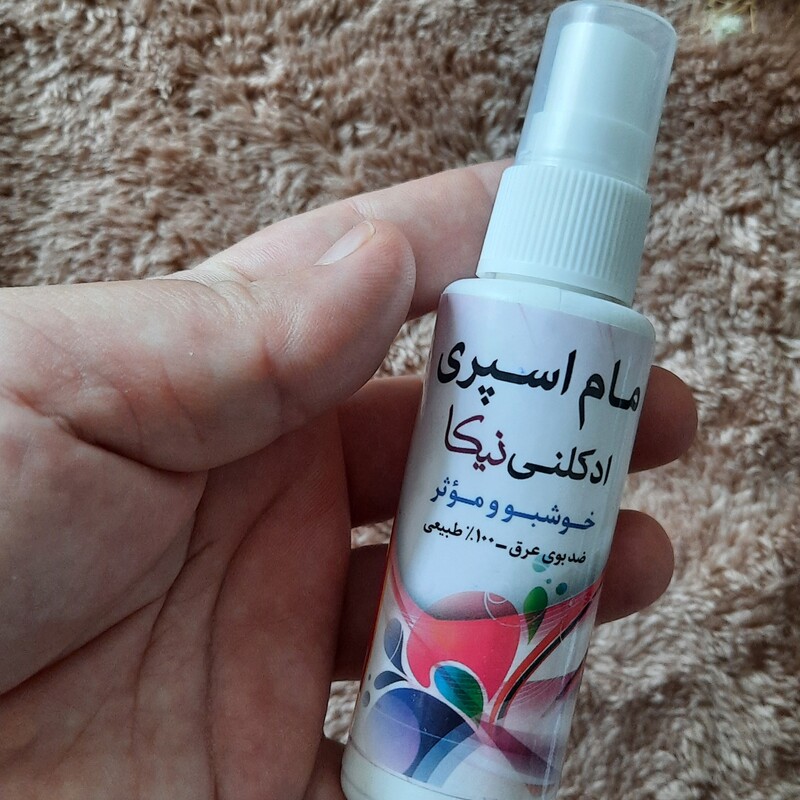 مام اسپری
ادکلنی نیکا
خوشبو و مؤثر
ضد بوی عرق - ۱۰۰٪ طبیعی